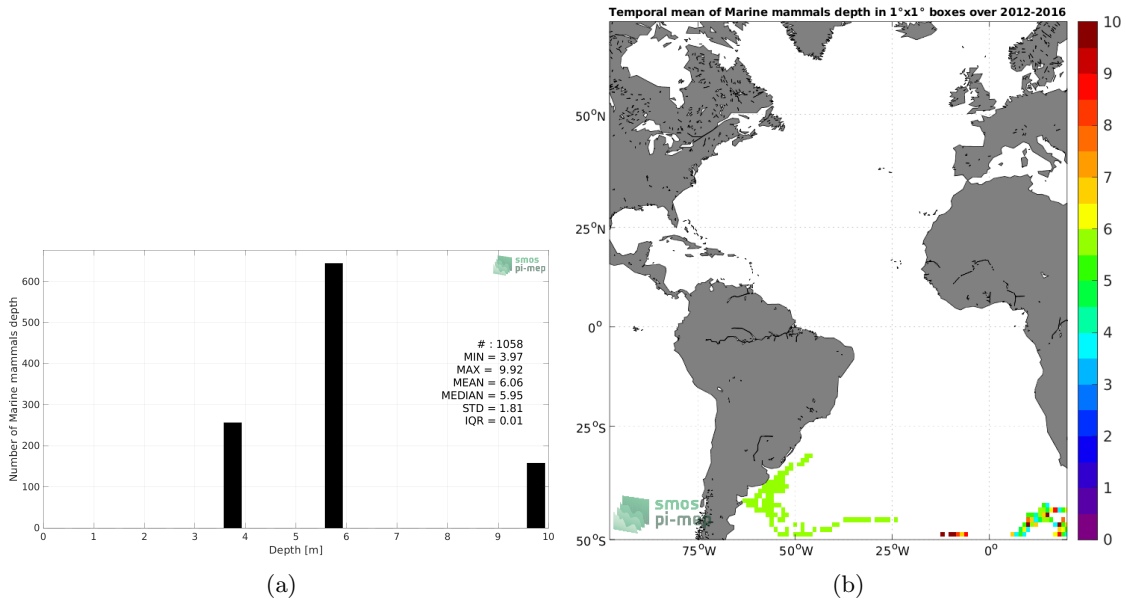 smos
pi-mep
600
500
400
300
200
100
0
Number of Marine mammals depth
# : 1058
MIN = 3.97
MAX = 9.92
MEAN = 6.06
MEDIAN = 5.95
STD = 1.81
IQR = 0.01
0 1 2 3 4 5 6 7 8 9 10
Depth [m]
(a)
Temporal mean of Marine mammals depth in 1°x1° boxes over 2012-2016
50°N
25°N
0°
25°S
50°S
smos
pi-mep
75°W 50°W 25°W 0°
10
9
8
7
6
5
4
3
2
1
0
(b)